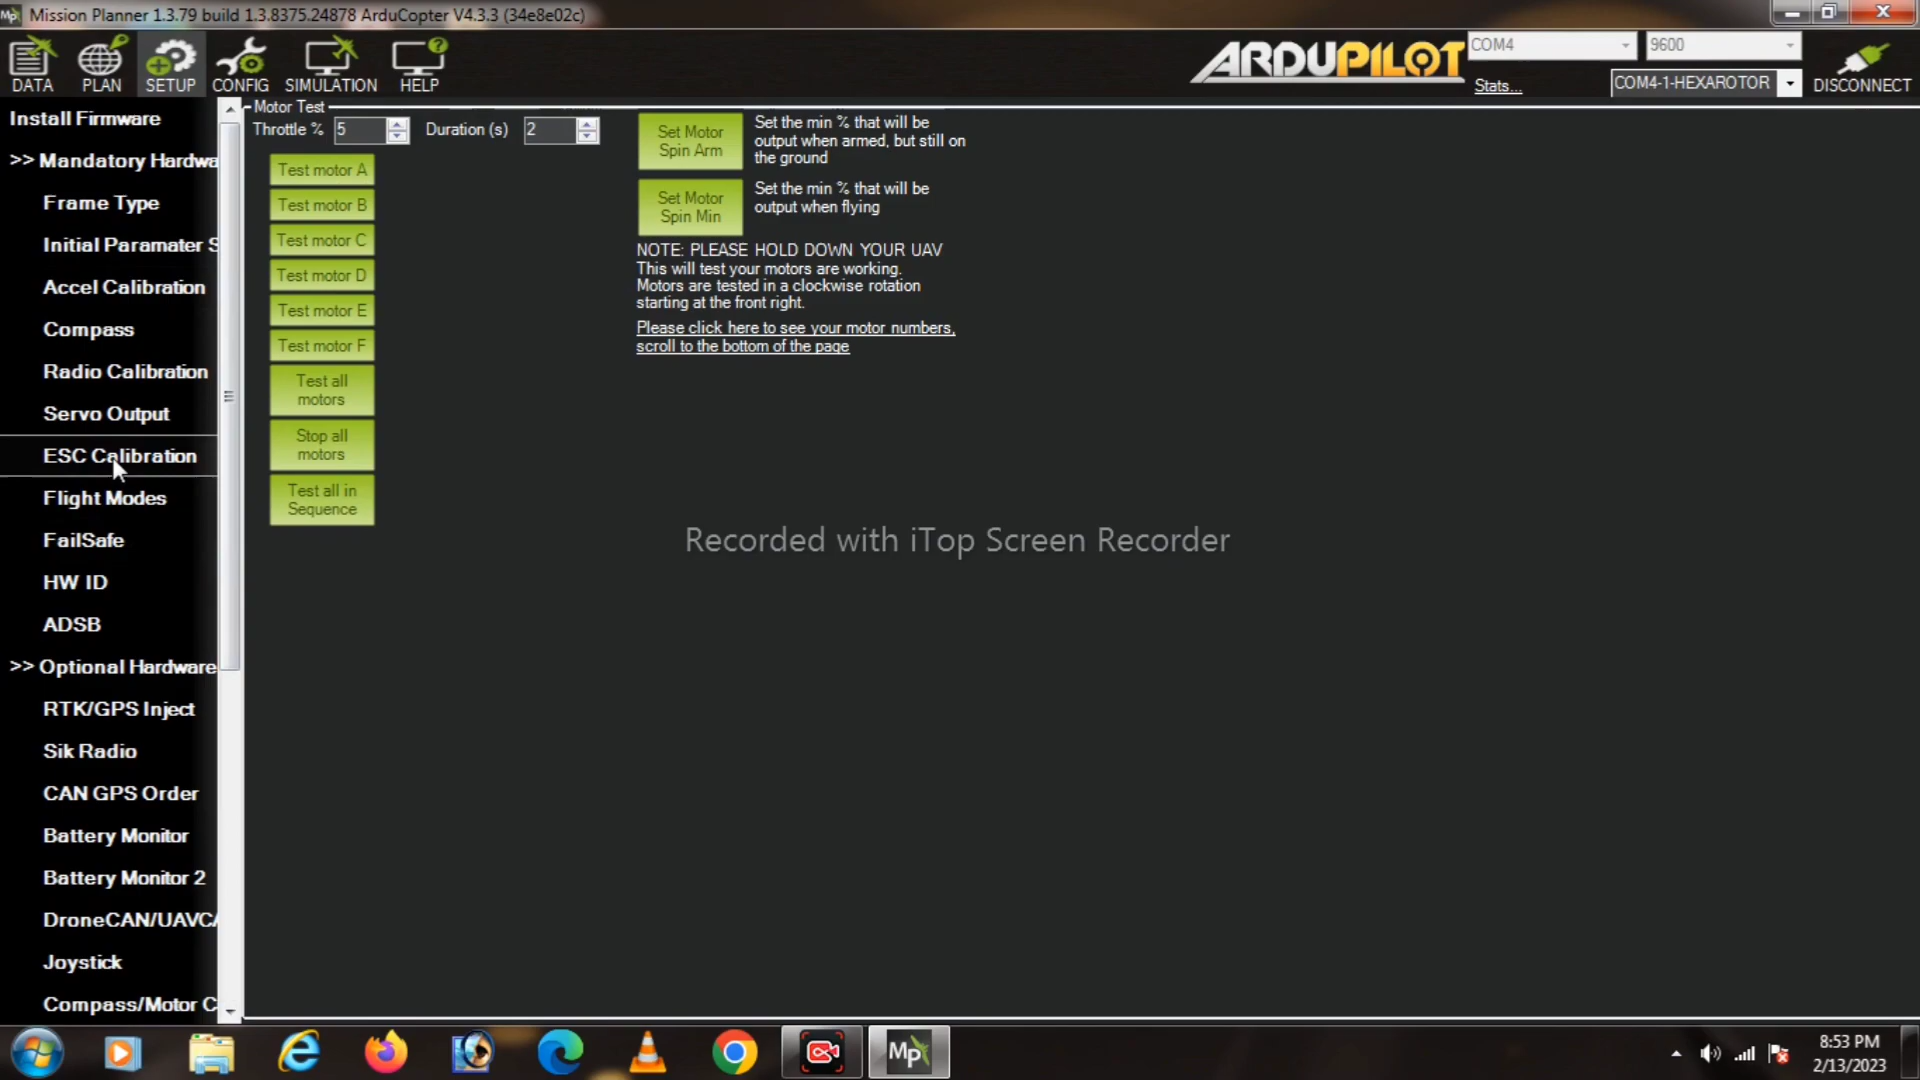 Mission Planner 1.3.79 build 1.3.8375.24878 ArduCopter V4.3.3 (34e8e02c)
DATA
PLAN
SETUP
CONFIG
SIMULATION
HELP
ARDUPILOT
COM4
9600
Stats...
COM4-1-HEXAROTOR
DISCONNECT
Install Firmware
>> Mandatory Hardwa
Frame Type
Initial Paramater S
Accel Calibration
Compass
Radio Calibration
Servo Output
ESC Calibration
Flight Modes
FailSafe
HW ID
ADSB
>> Optional Hardware
RTK/GPS Inject
Sik Radio
CAN GPS Order
Battery Monitor
Battery Monitor 2
DroneCAN/UAVCA
Joystick
Compass/Motor C
Motor Test
Throttle % 5 Duration (s) 2
Test motor A
Test motor B
Test motor C
Test motor D
Test motor E
Test motor F
Test all
motors
Stop all
motors
Test all in
Sequence
Set Motor
Spin Arm
Set the min % that will be
output when armed, but still on
the ground
Set Motor
Spin Min
Set the min % that will be
output when flying
NOTE: PLEASE HOLD DOWN YOUR UAV
This will test your motors are working.
Motors are tested in a clockwise rotation
starting at the front right.
Please click here to see your motor numbers,
scroll to the bottom of the page
Recorded with iTop Screen Recorder
Mp
8:53 PM
2/13/2023